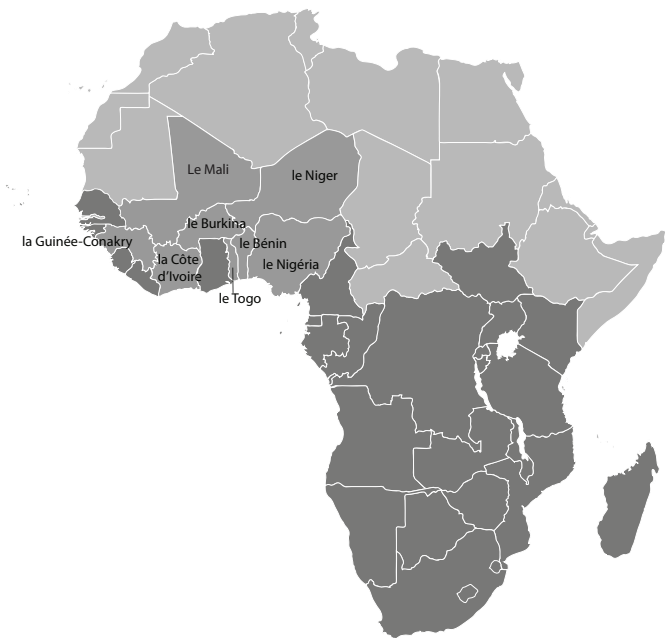 Le Mali
le Niger
le Burkina
la Guinée-Conakry
le Bénin
la Côte
d'Ivoire
le Nigéria
le Togo